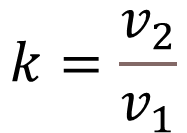 k = v₂/v₁